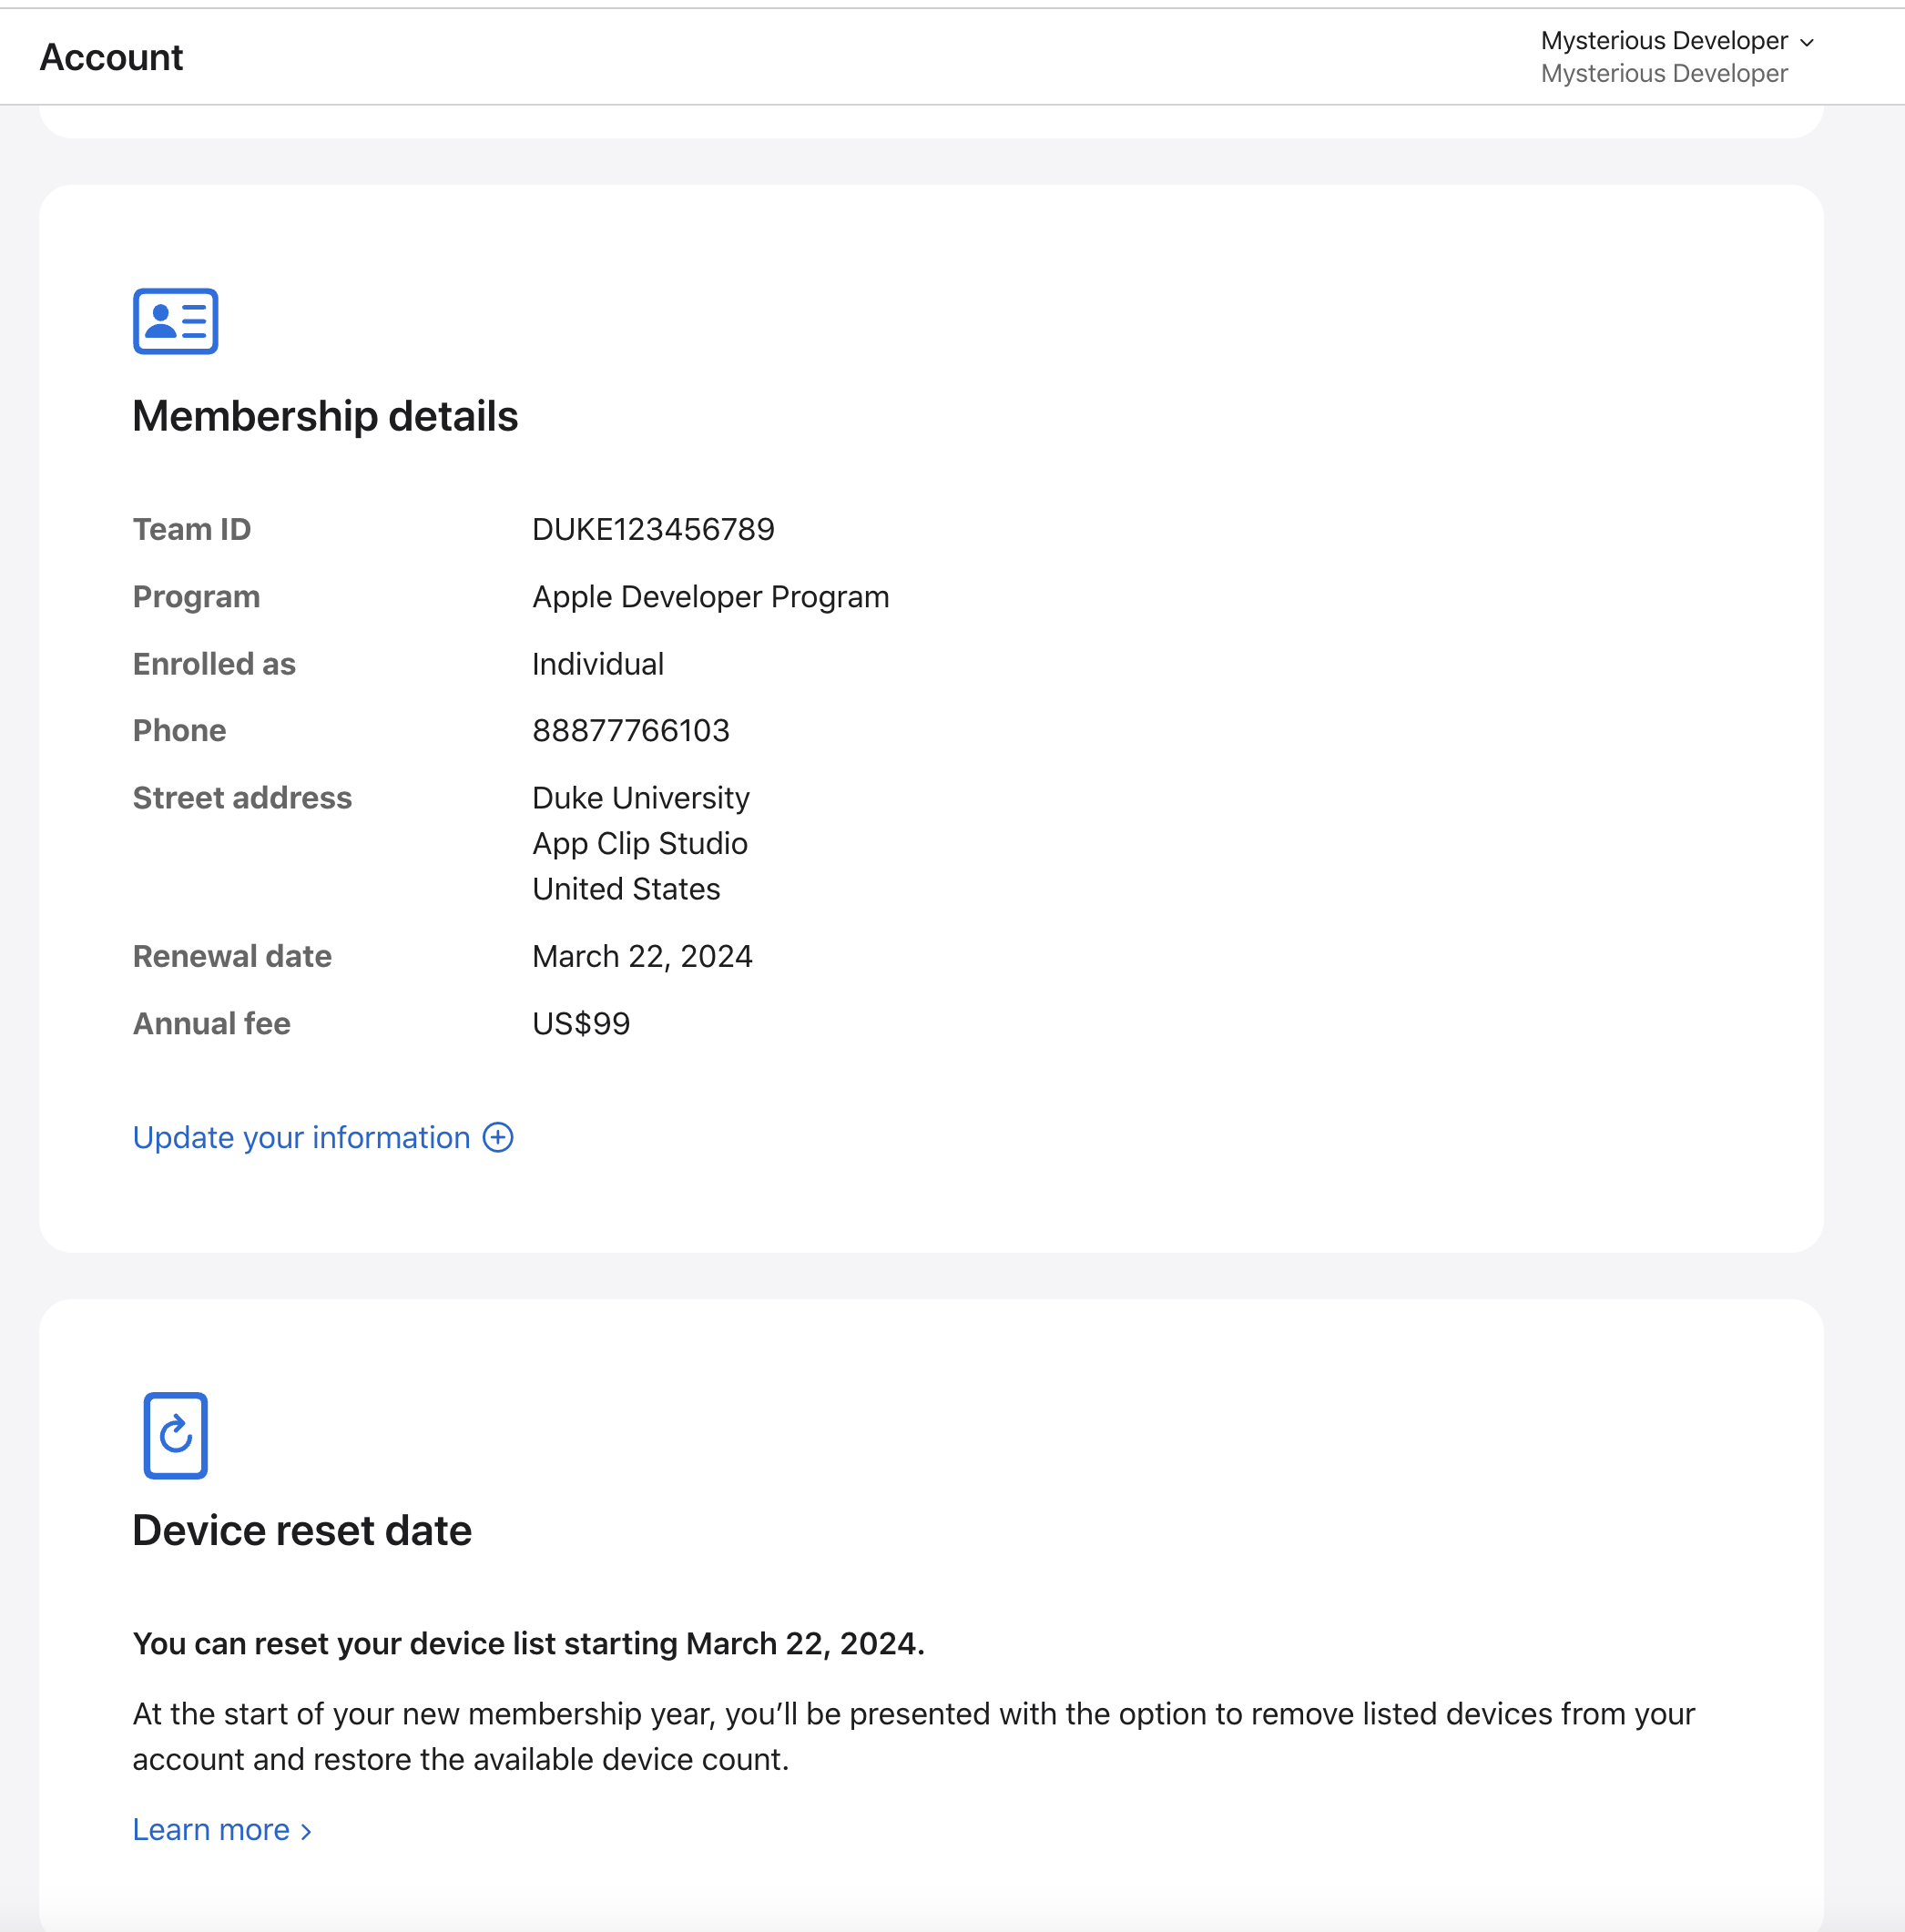 Account
Mysterious Developer
Mysterious Developer
Membership details
Team ID DUKE123456789
Program Apple Developer Program
Enrolled as Individual
Phone 88877766103
Street address Duke University
App Clip Studio
United States
Renewal date March 22, 2024
Annual fee US$99
Update your information
Device reset date
You can reset your device list starting March 22, 2024.
At the start of your new membership year, you’ll be presented with the option to remove listed devices from your
account and restore the available device count.
Learn more >